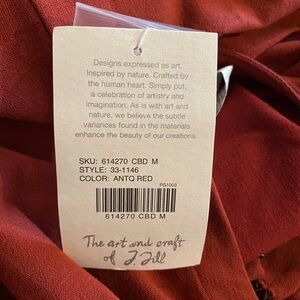 Designs expressed as art.
Inspired by nature. Crafted by
the human heart. Simply put,
a celebration of artistry and
imagination. As is with art and
nature, we believe the subtle
variances found in the materials
enhance the beauty of our creations.
SKU: 614270 CBD M
STYLE: 33-1146
COLOR: ANTQ RED
PG1003
614270 CBD M
The art and craft
of J. Jill